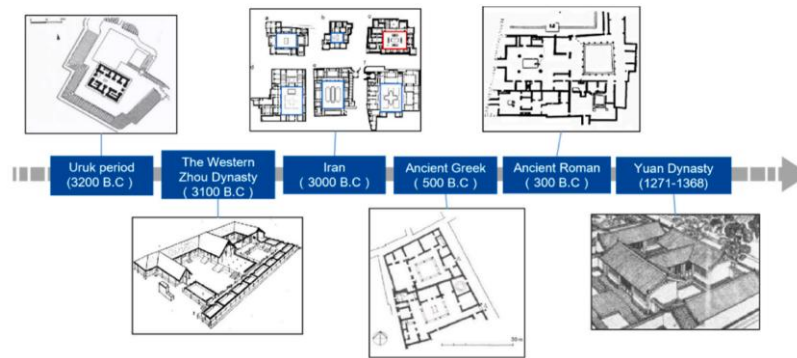 a
b
c
d
e
f
Uruk period
(3200 B.C)
The Western
Zhou Dynasty
( 3100 B.C )
Iran
( 3000 B.C )
Ancient Greek
( 500 B.C )
Ancient Roman
( 300 B.C )
Yuan Dynasty
(1271-1368)